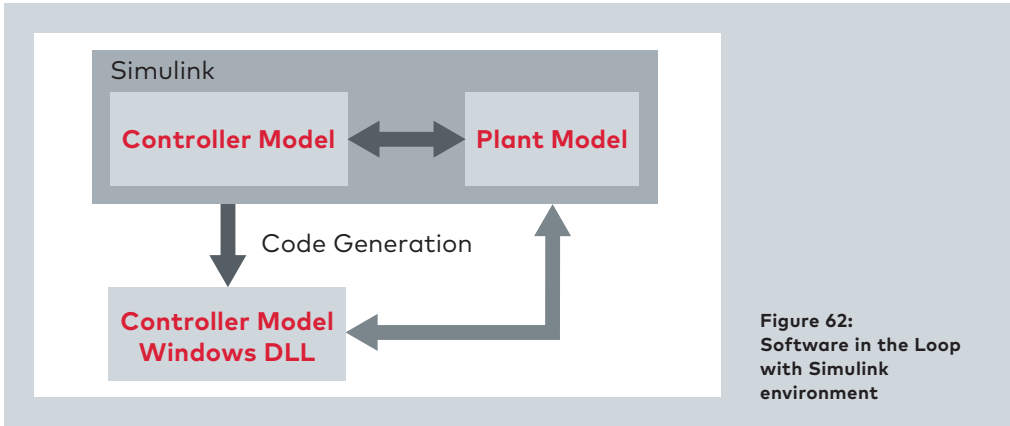 Simulink
Controller Model
Plant Model
Code Generation
Controller Model
Windows DLL
Figure 62:
Software in the Loop
with Simulink
environment